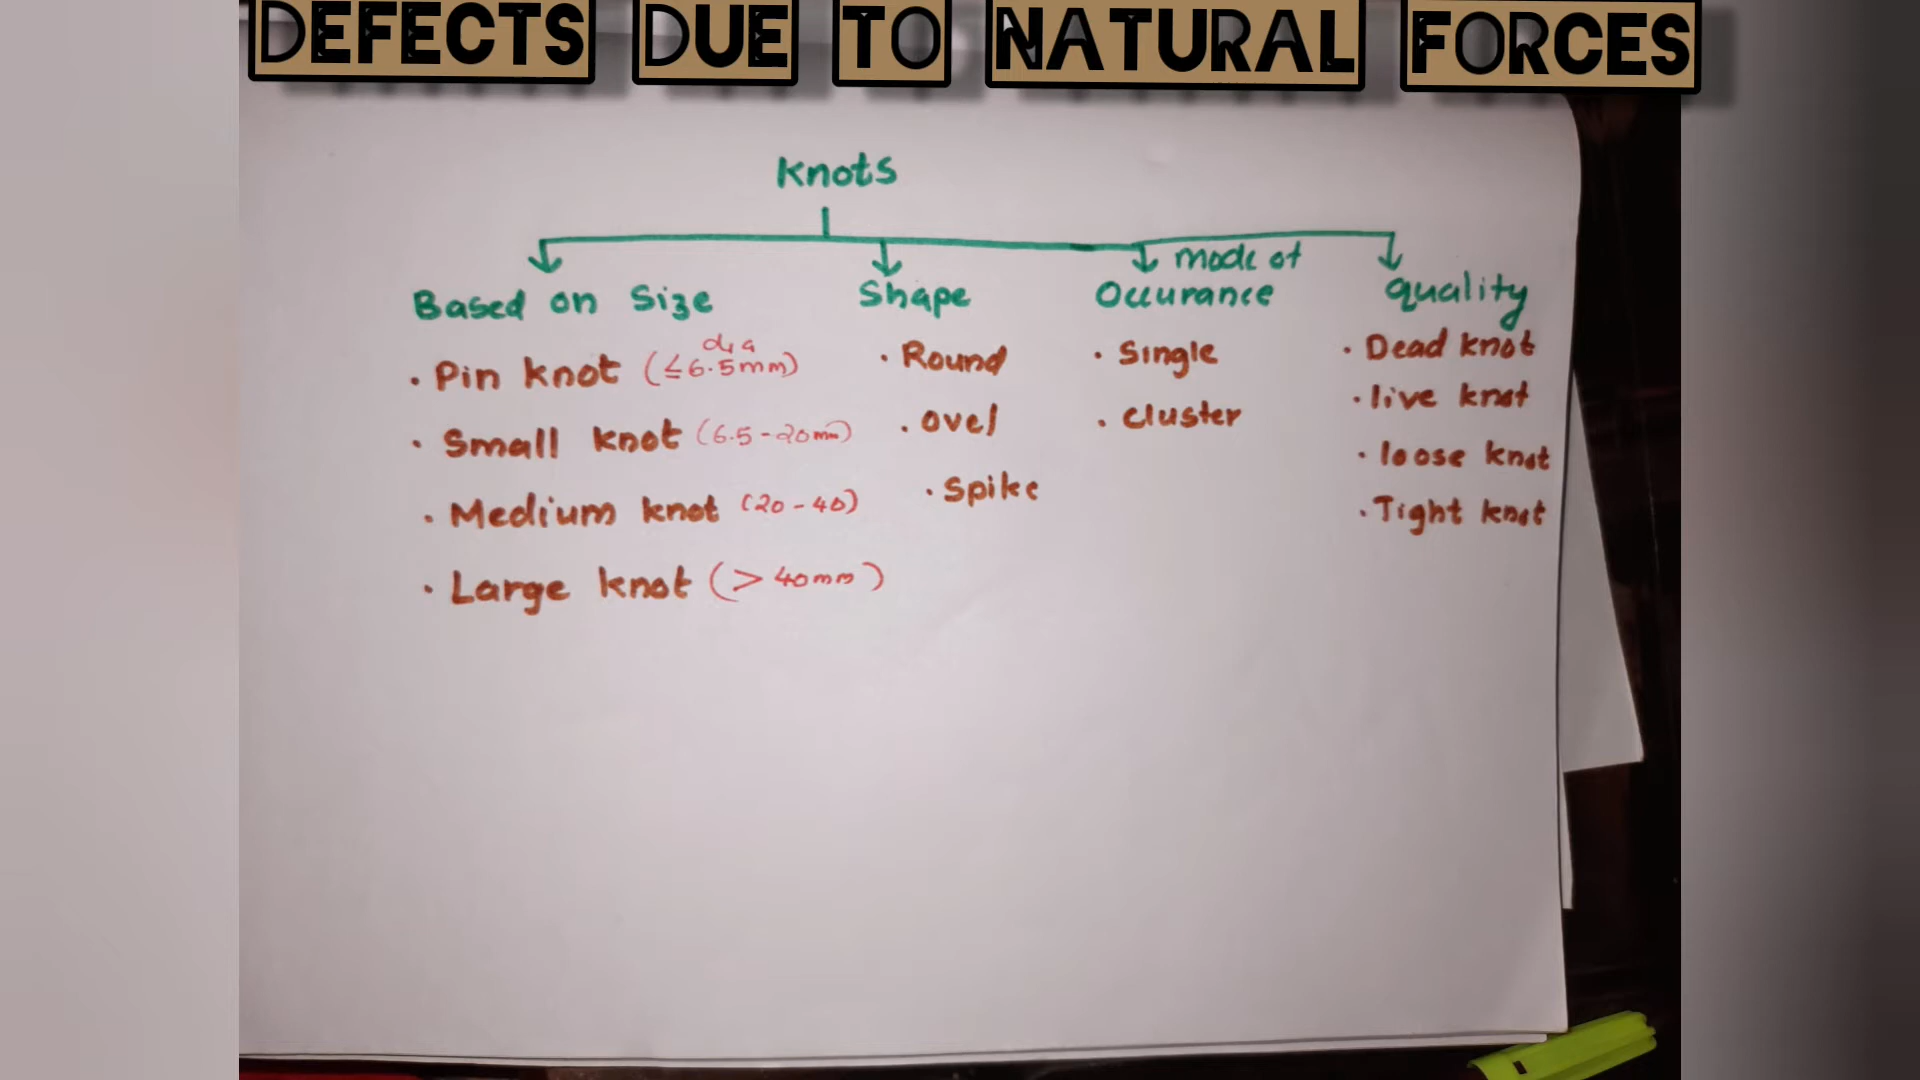 DEFECTS DUE TO NATURAL FORCES
Knots
Based on Size
• Pin knot (≤6.5mm) dia
• Small knot (6.5-20mm)
• Medium knot (20-40)
• Large knot (>40mm)
Shape
• Round
• ovel
• Spike
mode of
Occurance
• Single
• cluster
quality
• Dead knot
• live knot
• loose knot
• Tight knot